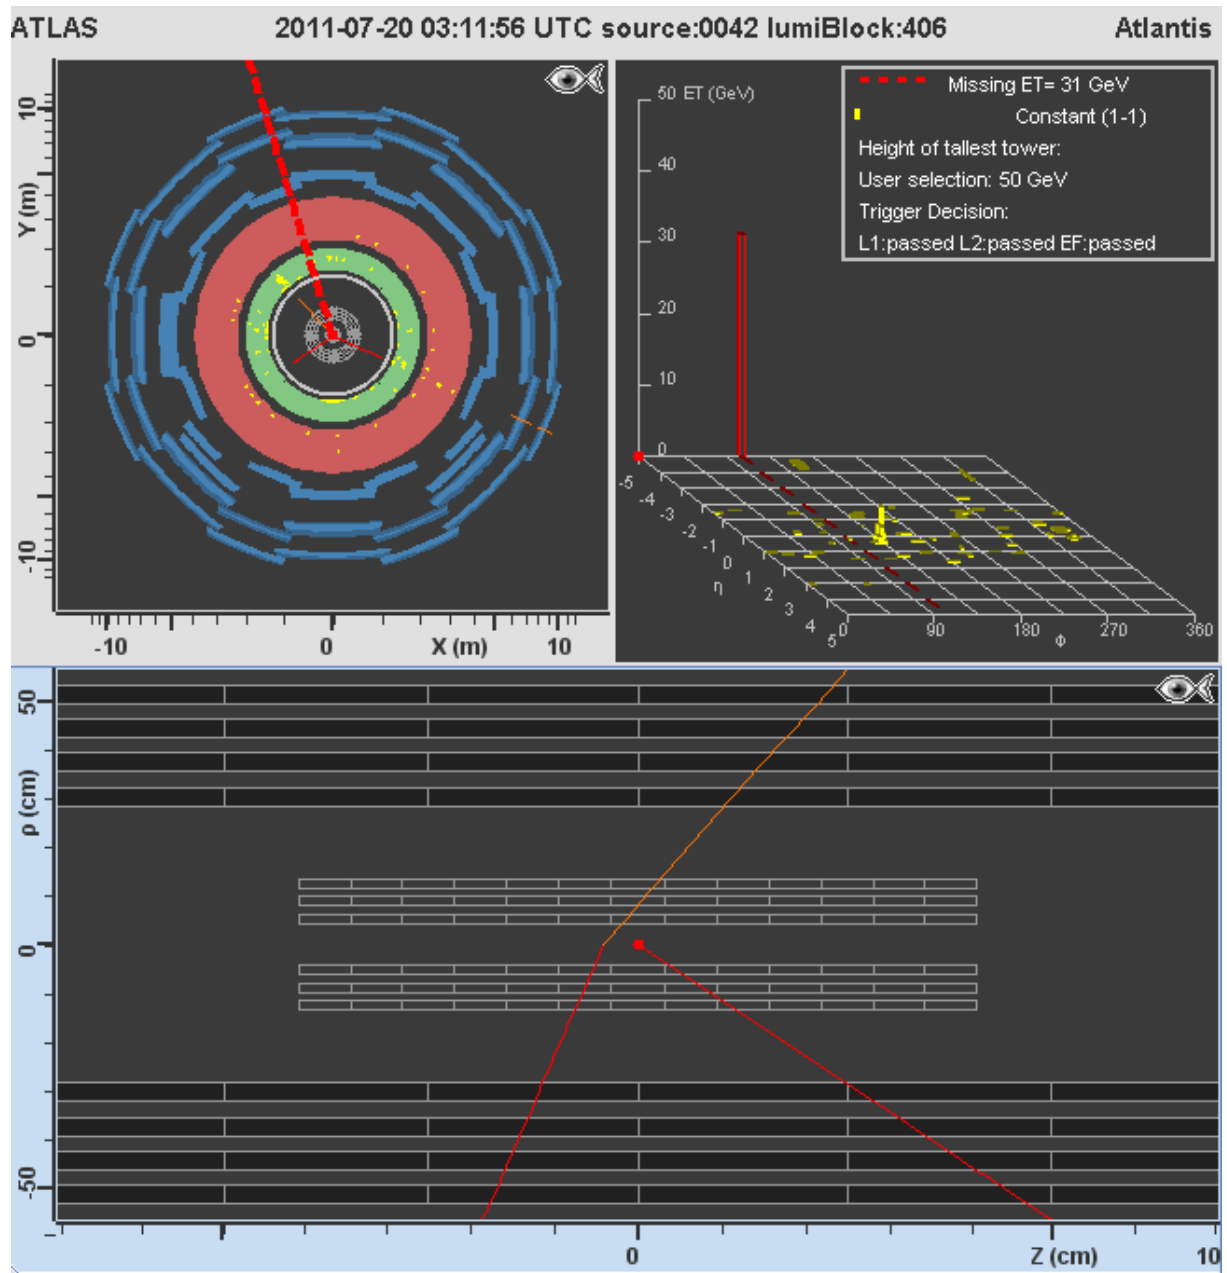 ATLAS 2011-07-20 03:11:56 UTC source:0042 lumiBlock:406 Atlantis
10
Y (m)
0
-10
-10 0 X (m) 10
50 ET (GeV)
40
30
20
10
0
Missing ET= 31 GeV
Constant (1-1)
Height of tallest tower:
User selection: 50 GeV
Trigger Decision:
L1:passed L2:passed EF:passed
-5
-4
-3
-2
-1
0
η 1
2
3
4
5 0 90 180 Φ 270 360
50
ρ (cm)
0
-50
0 Z (cm) 10